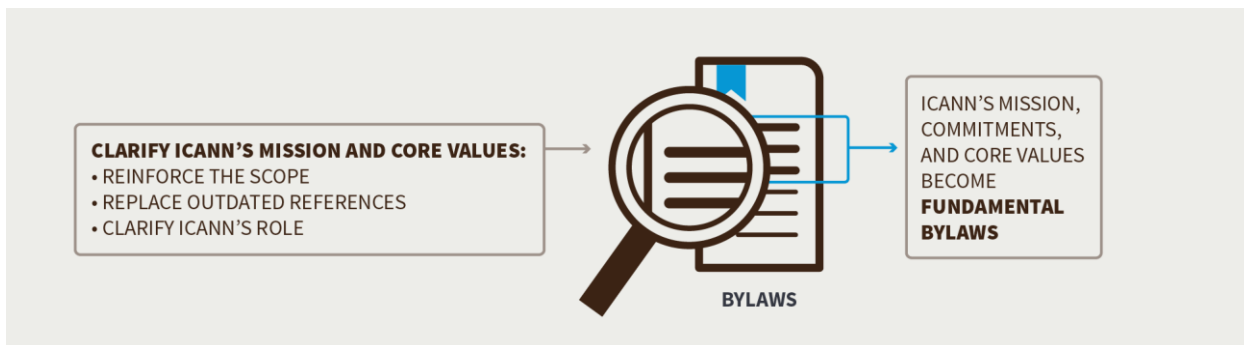 CLARIFY ICANN’S MISSION AND CORE VALUES:
• REINFORCE THE SCOPE
• REPLACE OUTDATED REFERENCES
• CLARIFY ICANN’S ROLE
BYLAWS
ICANN’S MISSION,
COMMITMENTS,
AND CORE VALUES
BECOME
FUNDAMENTAL
BYLAWS